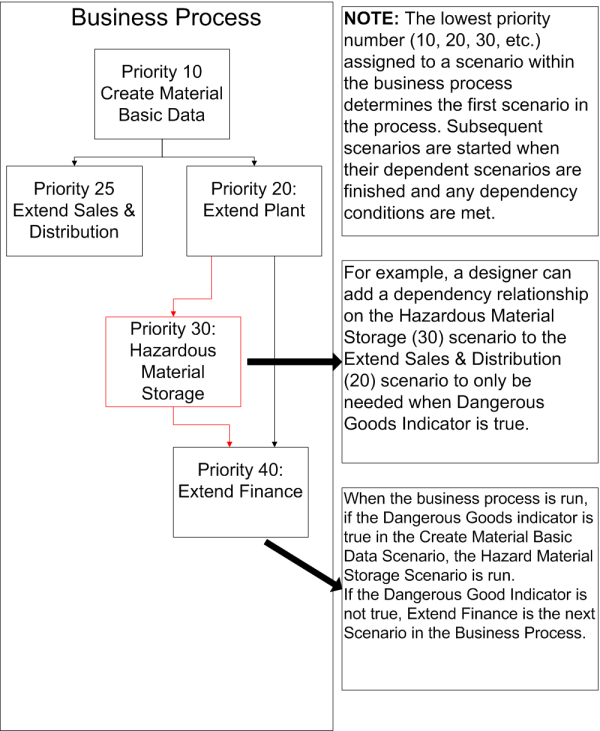 Business Process
Priority 10
Create Material
Basic Data
Priority 25
Extend Sales &
Distribution
Priority 20:
Extend Plant
Priority 30:
Hazardous
Material
Storage
Priority 40:
Extend Finance
NOTE: The lowest priority
number (10, 20, 30, etc.)
assigned to a scenario within
the business process
determines the first scenario in
the process. Subsequent
scenarios are started when
their dependent scenarios are
finished and any dependency
conditions are met.
For example, a designer can
add a dependency relationship
on the Hazardous Material
Storage (30) scenario to the
Extend Sales & Distribution
(20) scenario to only be
needed when Dangerous
Goods Indicator is true.
When the business process is run,
if the Dangerous Goods indicator is
true in the Create Material Basic
Data Scenario, the Hazard Material
Storage Scenario is run.
If the Dangerous Good Indicator is
not true, Extend Finance is the next
Scenario in the Business Process.